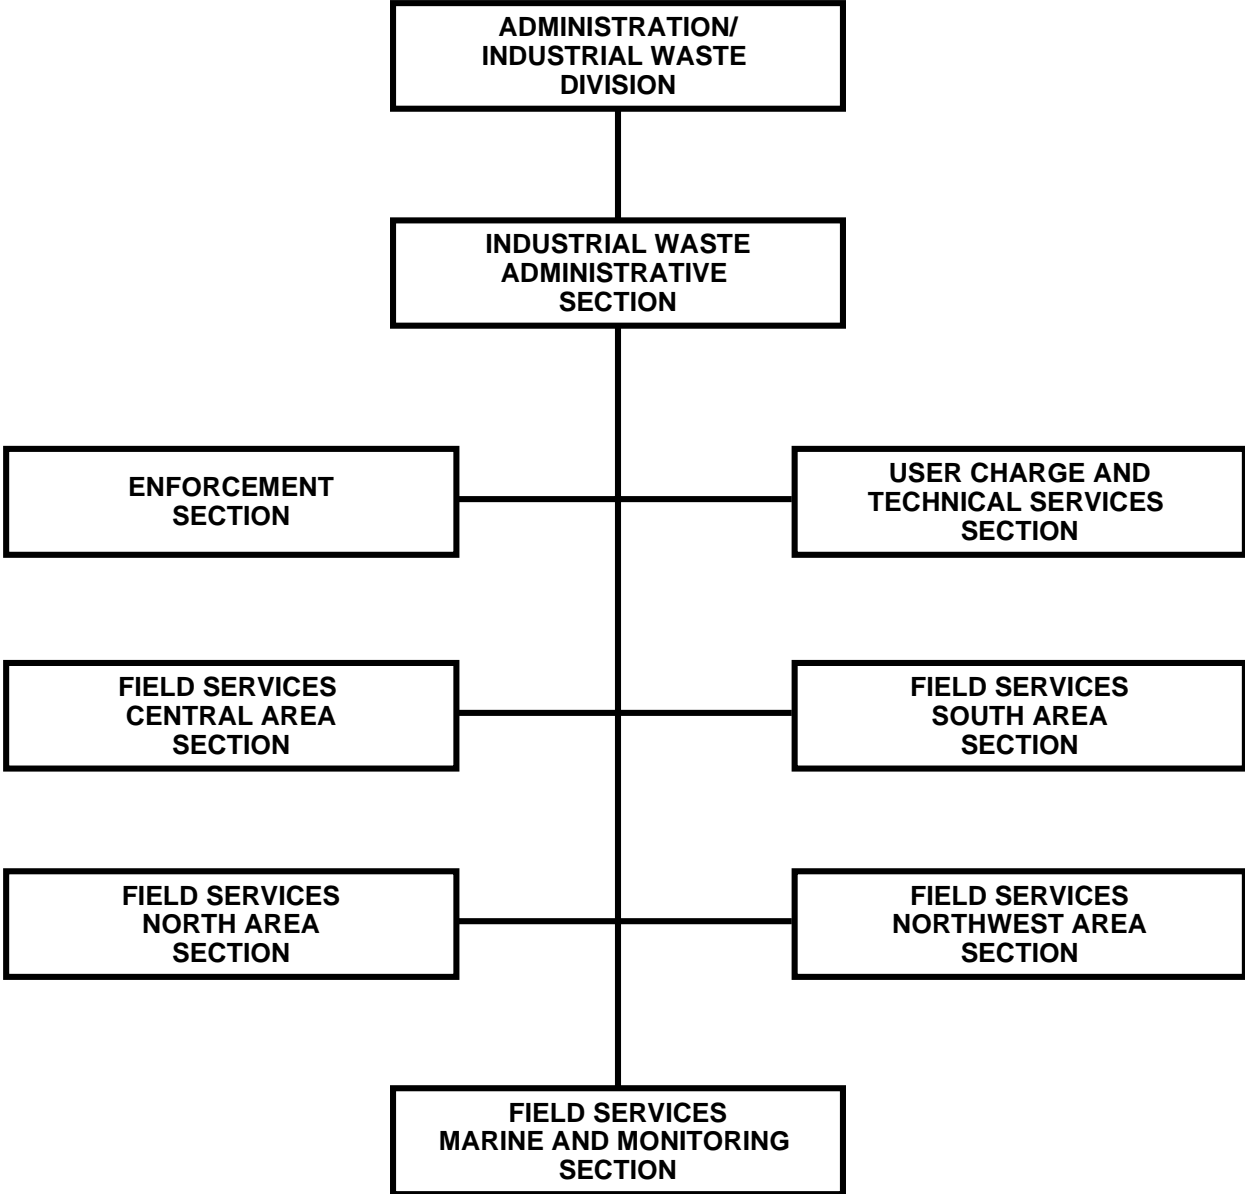 ADMINISTRATION/
INDUSTRIAL WASTE
DIVISION
INDUSTRIAL WASTE
ADMINISTRATIVE
SECTION
ENFORCEMENT
SECTION
USER CHARGE AND
TECHNICAL SERVICES
SECTION
FIELD SERVICES
CENTRAL AREA
SECTION
FIELD SERVICES
SOUTH AREA
SECTION
FIELD SERVICES
NORTH AREA
SECTION
FIELD SERVICES
NORTHWEST AREA
SECTION
FIELD SERVICES
MARINE AND MONITORING
SECTION